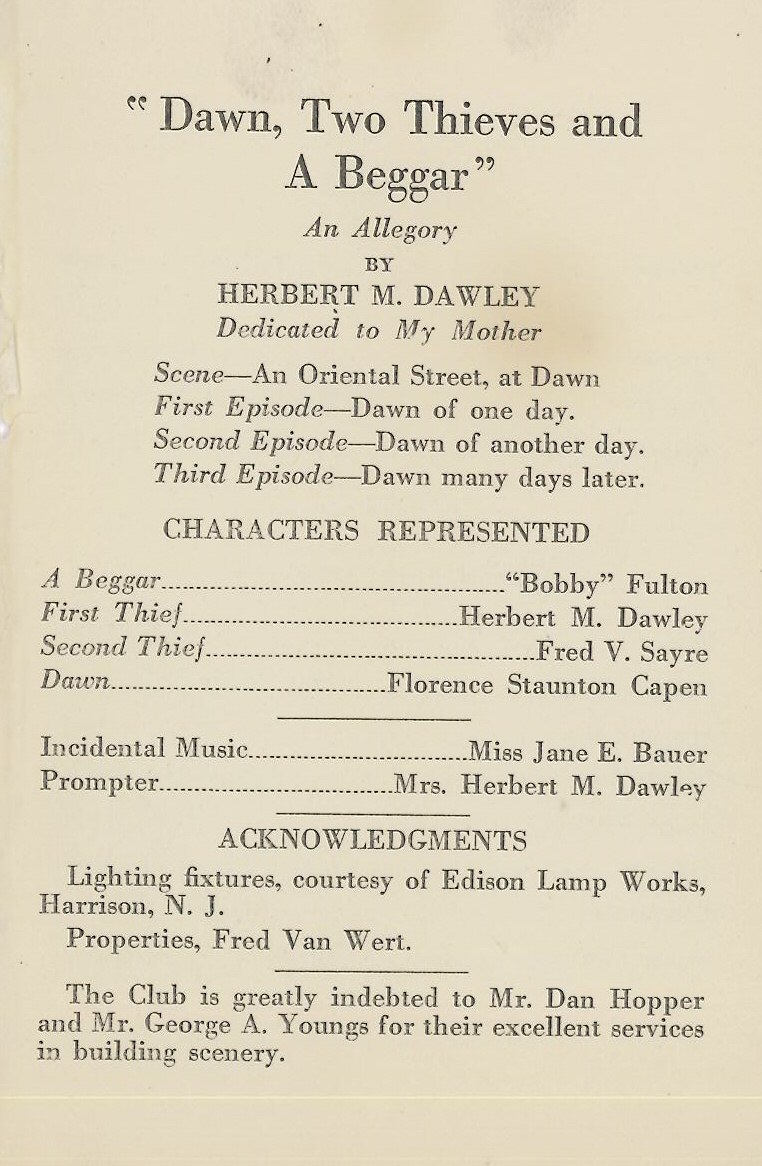 “Dawn, Two Thieves and
A Beggar”
An Allegory
BY
HERBERT M. DAWLEY
Dedicated to My Mother
Scene—An Oriental Street, at Dawn
First Episode—Dawn of one day.
Second Episode—Dawn of another day.
Third Episode—Dawn many days later.
CHARACTERS REPRESENTED
A Beggar..........“Bobby” Fulton
First Thief..........Herbert M. Dawley
Second Thief..........Fred V. Sayre
Dawn..........Florence Staunton Capen
Incidental Music..........Miss Jane E. Bauer
Prompter..........Mrs. Herbert M. Dawley
ACKNOWLEDGMENTS
Lighting fixtures, courtesy of Edison Lamp Works,
Harrison, N. J.
Properties, Fred Van Wert.
The Club is greatly indebted to Mr. Dan Hopper
and Mr. George A. Youngs for their excellent services
in building scenery.